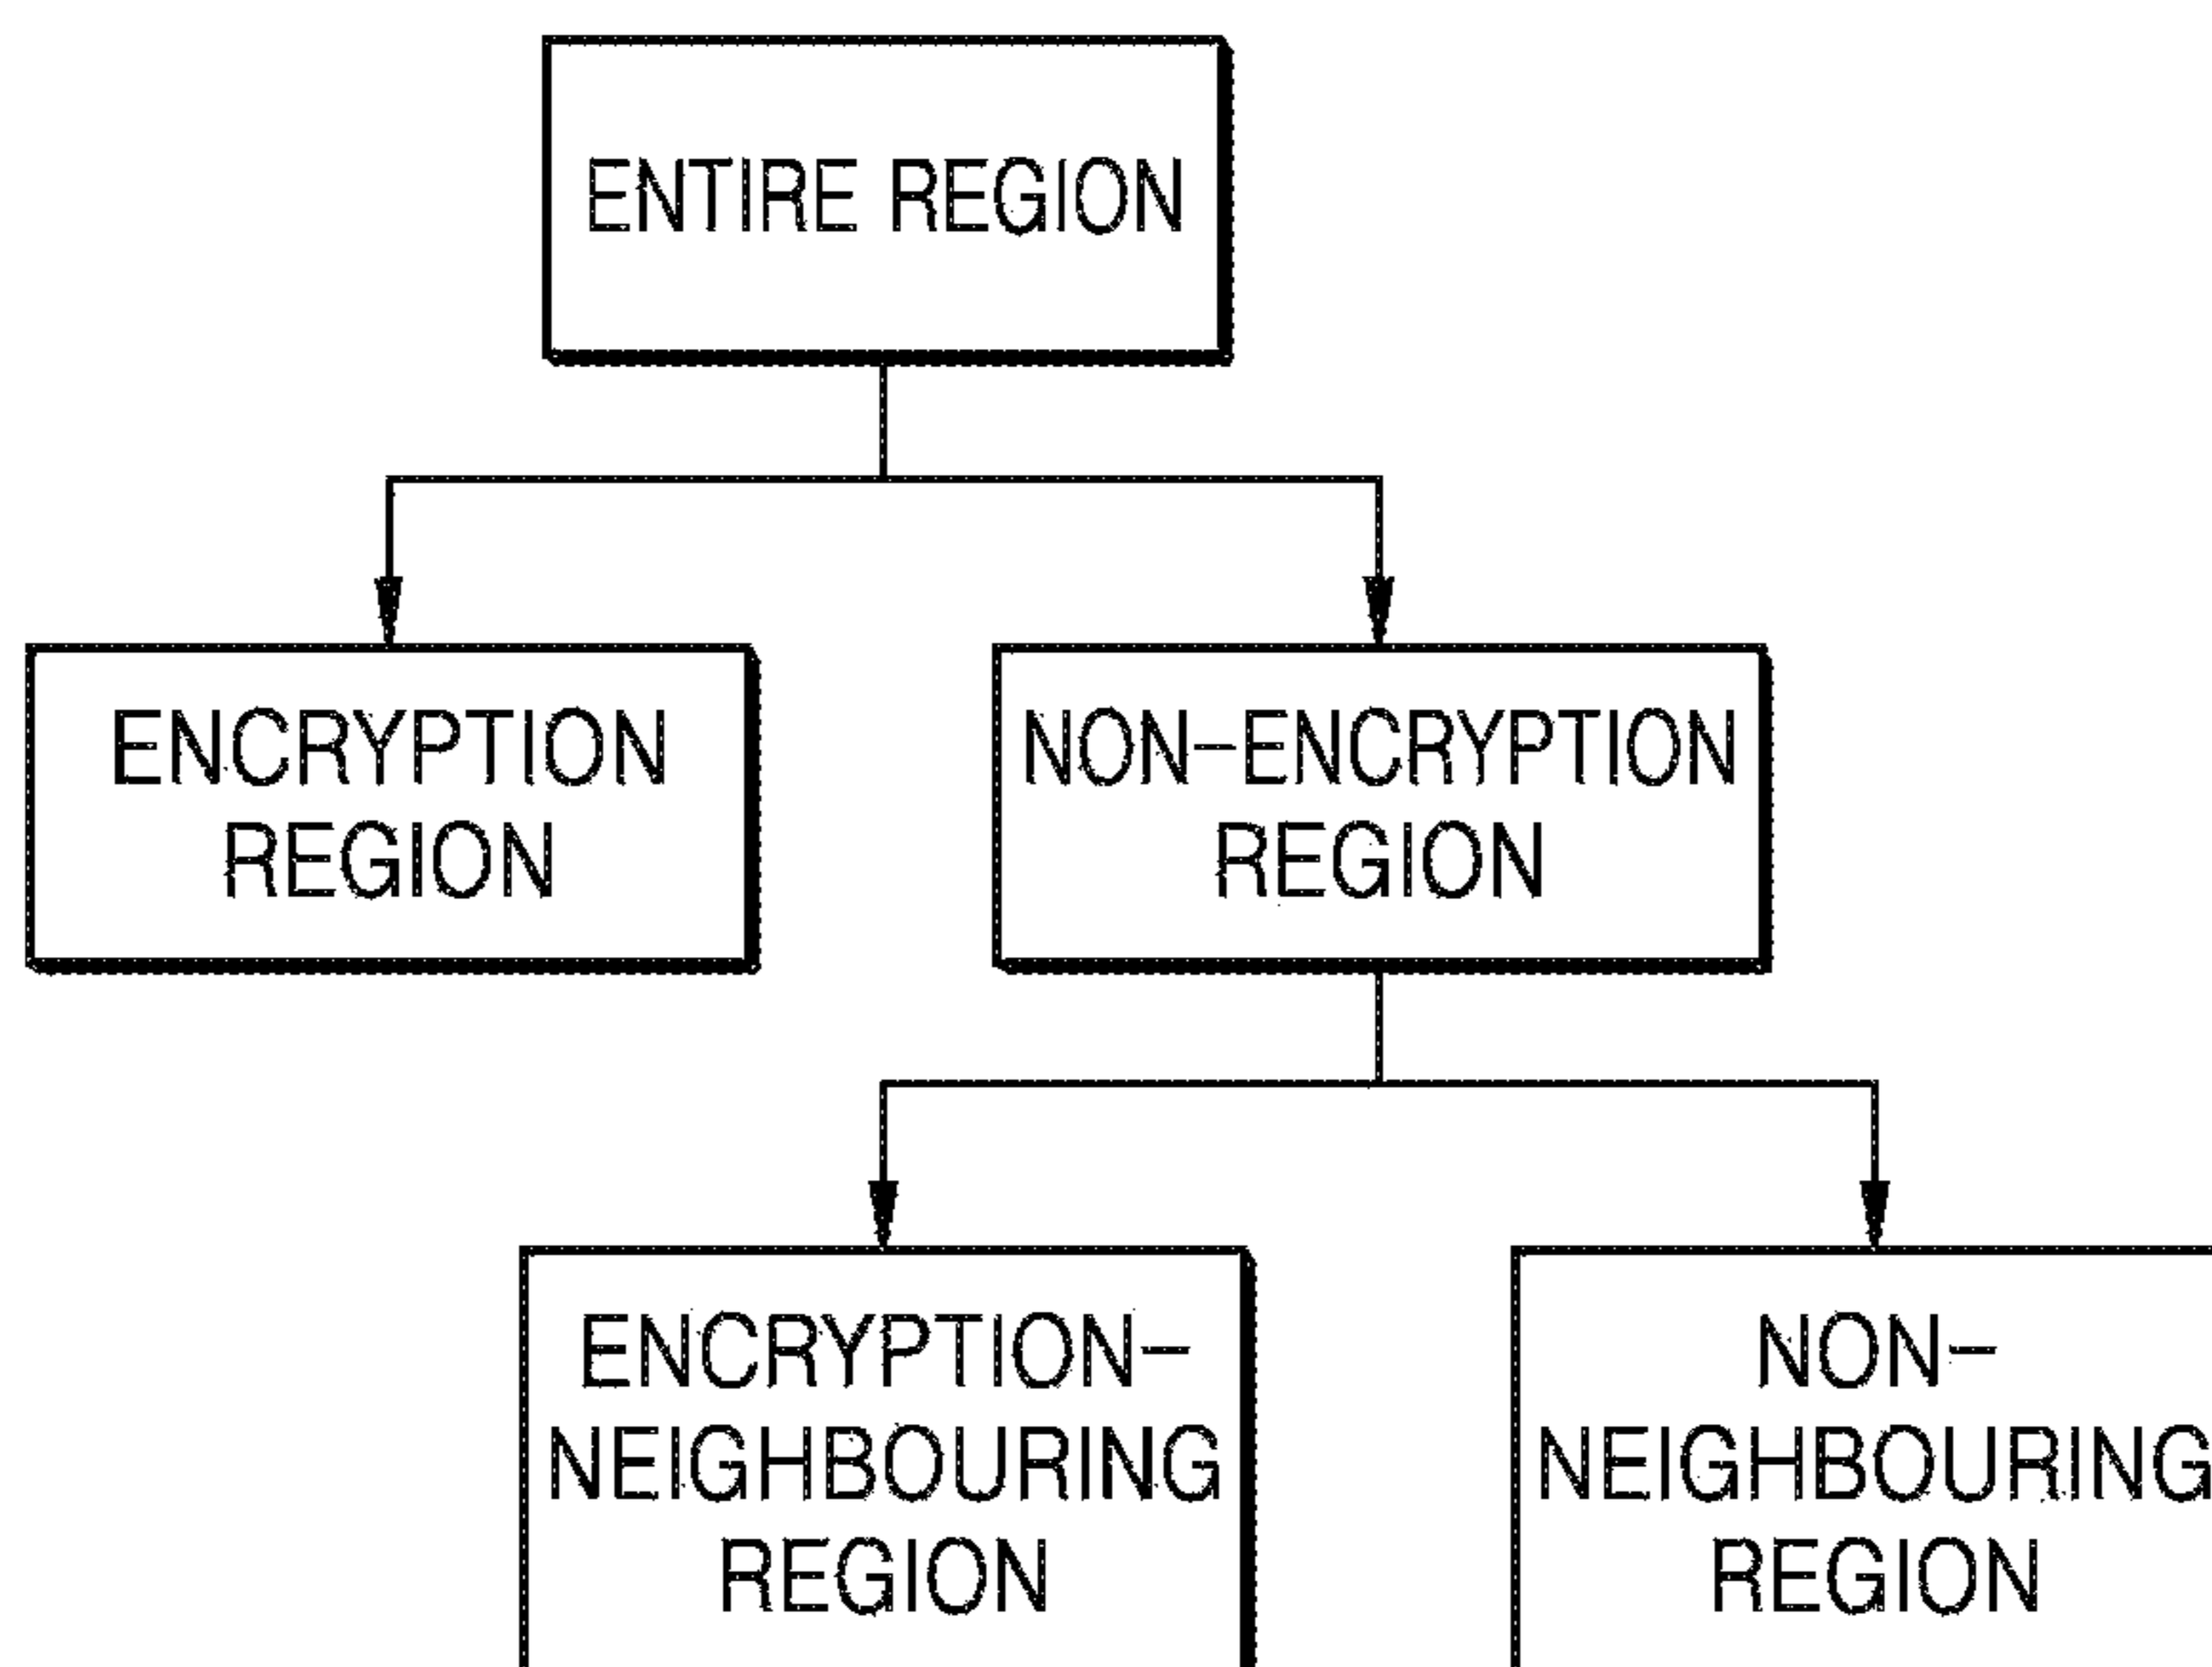 ENTIRE REGION
ENCRYPTION
REGION
NON-ENCRYPTION
REGION
ENCRYPTION-
NEIGHBOURING
REGION
NON-
NEIGHBOURING
REGION